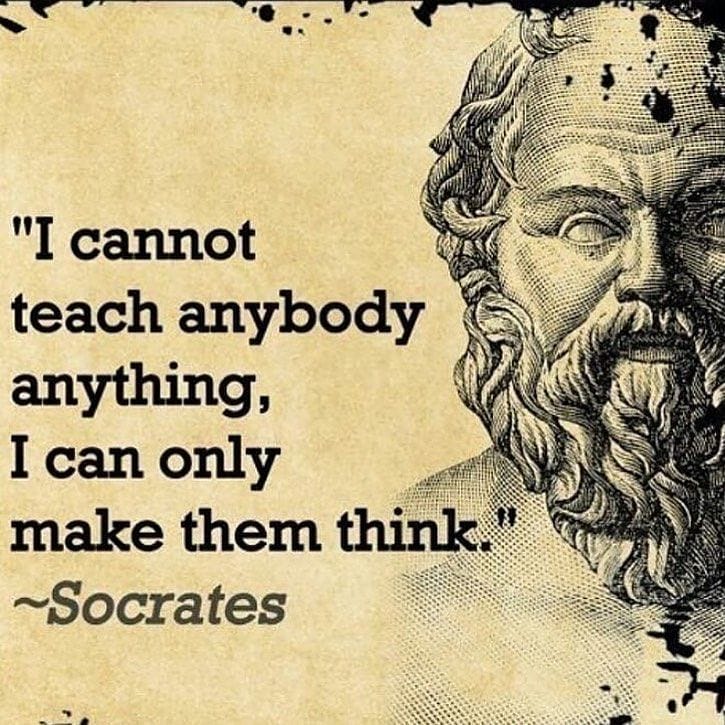 "I cannot
teach anybody
anything,
I can only
make them think."
~Socrates